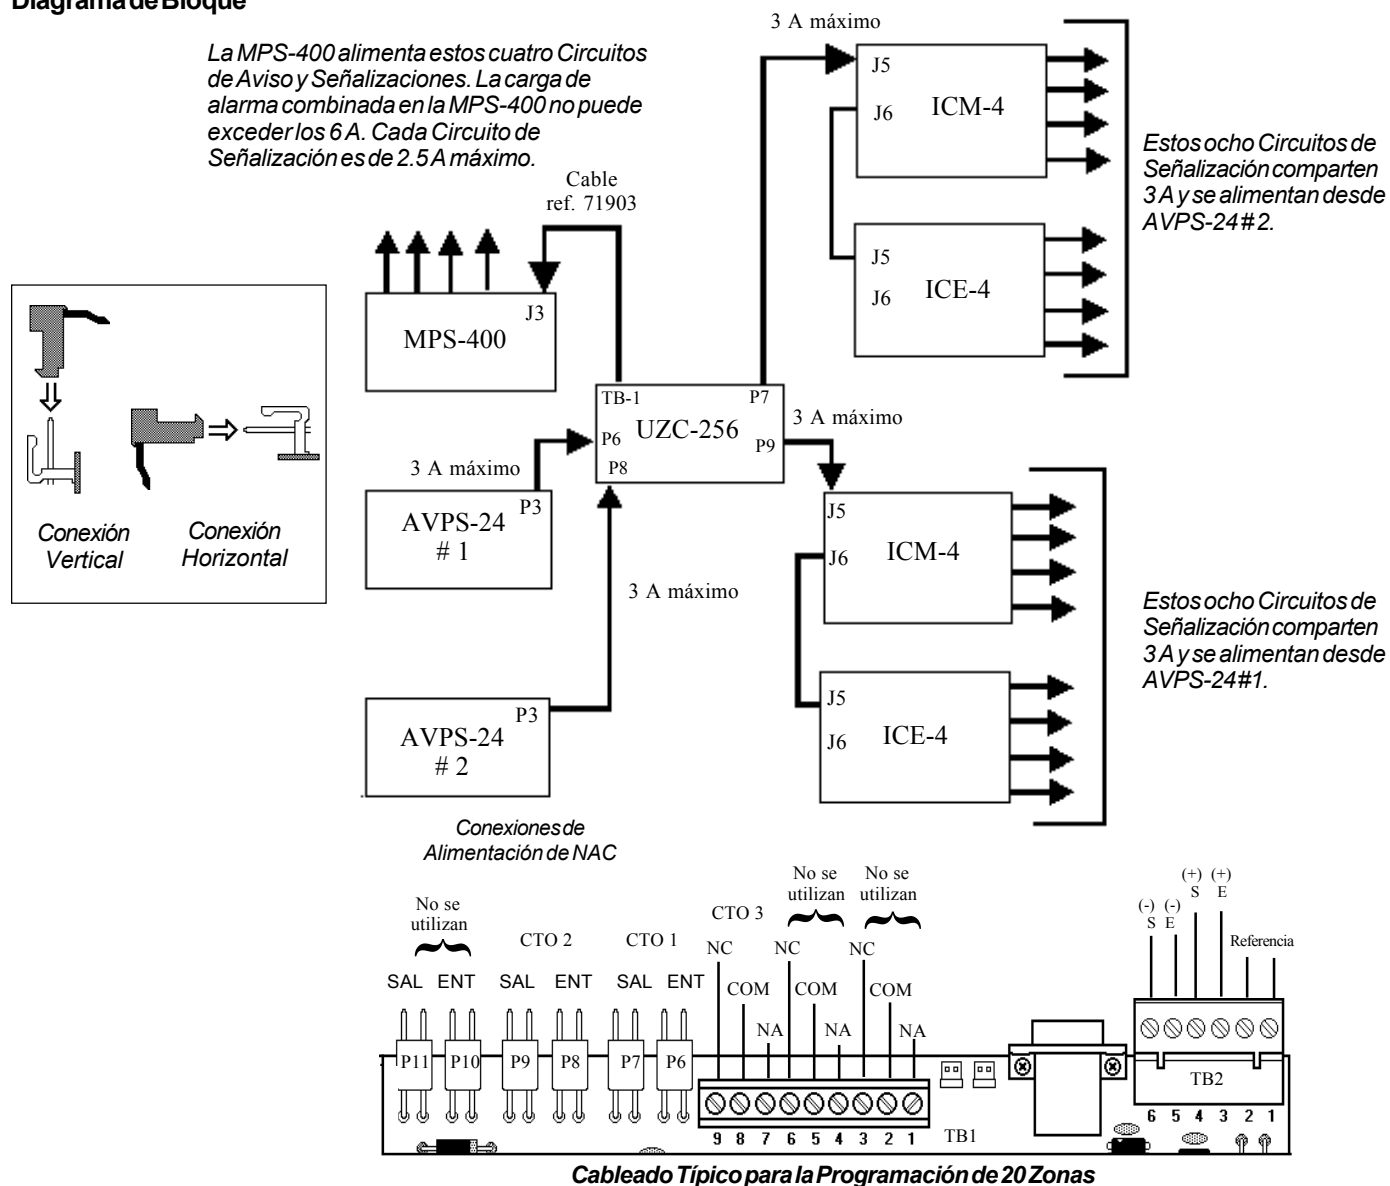 Diagrama de Bloque
3 A máximo
La MPS-400 alimenta estos cuatro Circuitos
de Aviso y Señalizaciones. La carga de
alarma combinada en la MPS-400 no puede
exceder los 6 A. Cada Circuito de
Señalización es de 2.5 A máximo.
J5
ICM-4
J6
Estos ocho Circuitos de
Señalización comparten
3 A y se alimentan desde
AVPS-24 # 2.
Cable
ref. 71903
J5
ICE-4
J6
J3
MPS-400
TB-1
P7
UZC-256
P6
P9
P8
3 A máximo
3 A máximo
P3
AVPS-24
# 1
J5
ICM-4
J6
Conexión
Vertical
Conexión
Horizontal
3 A máximo
Estos ocho Circuitos de
Señalización comparten
3 A y se alimentan desde
AVPS-24#1.
J5
ICE-4
J6
P3
AVPS-24
# 2
Conexiones de
Alimentación de NAC
No se
utilizan
No se
utilizan
No se
utilizan
CTO 3
CTO 2
CTO 1
(-)
S
(-)
E
(+)
S
(+)
E
Referencia
SAL ENT SAL ENT SAL ENT
NC NC NC
COM COM COM
NA NA NA
P11 P10 P9 P8 P7 P6
TB2
6 5 4 3 2 1
9 8 7 6 5 4 3 2 1
TB1
Cableado Típico para la Programación de 20 Zonas